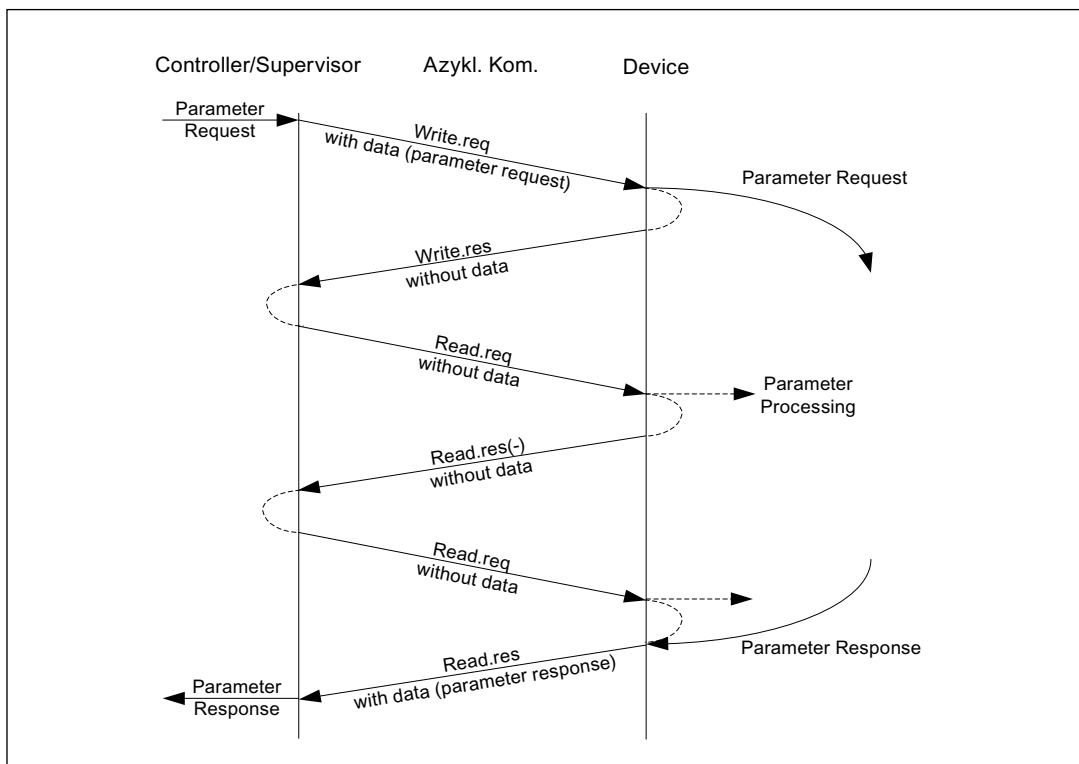 Controller/Supervisor Azykl. Kom. Device
Parameter
Request
Write.req
with data (parameter request)
Parameter Request
Write.res
without data
Read.req
without data
Parameter
Processing
Read.res(-)
without data
Read.req
without data
Parameter Response
Read.res
with data (parameter response)
Parameter
Response